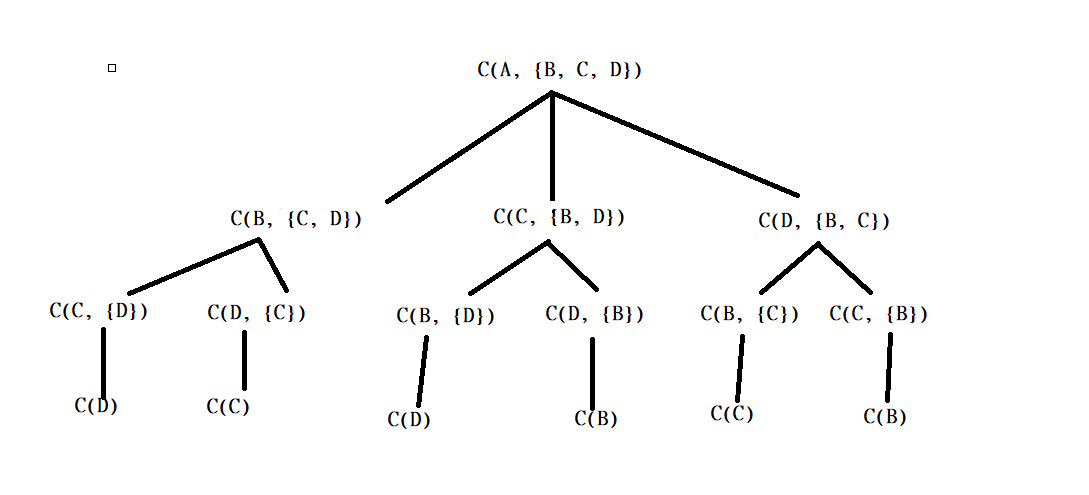 C(A, {B, C, D})
C(B, {C, D}) C(C, {B, D}) C(D, {B, C})
C(C, {D}) C(D, {C}) C(B, {D}) C(D, {B}) C(B, {C}) C(C, {B})
C(D) C(C) C(D) C(B) C(C) C(B)